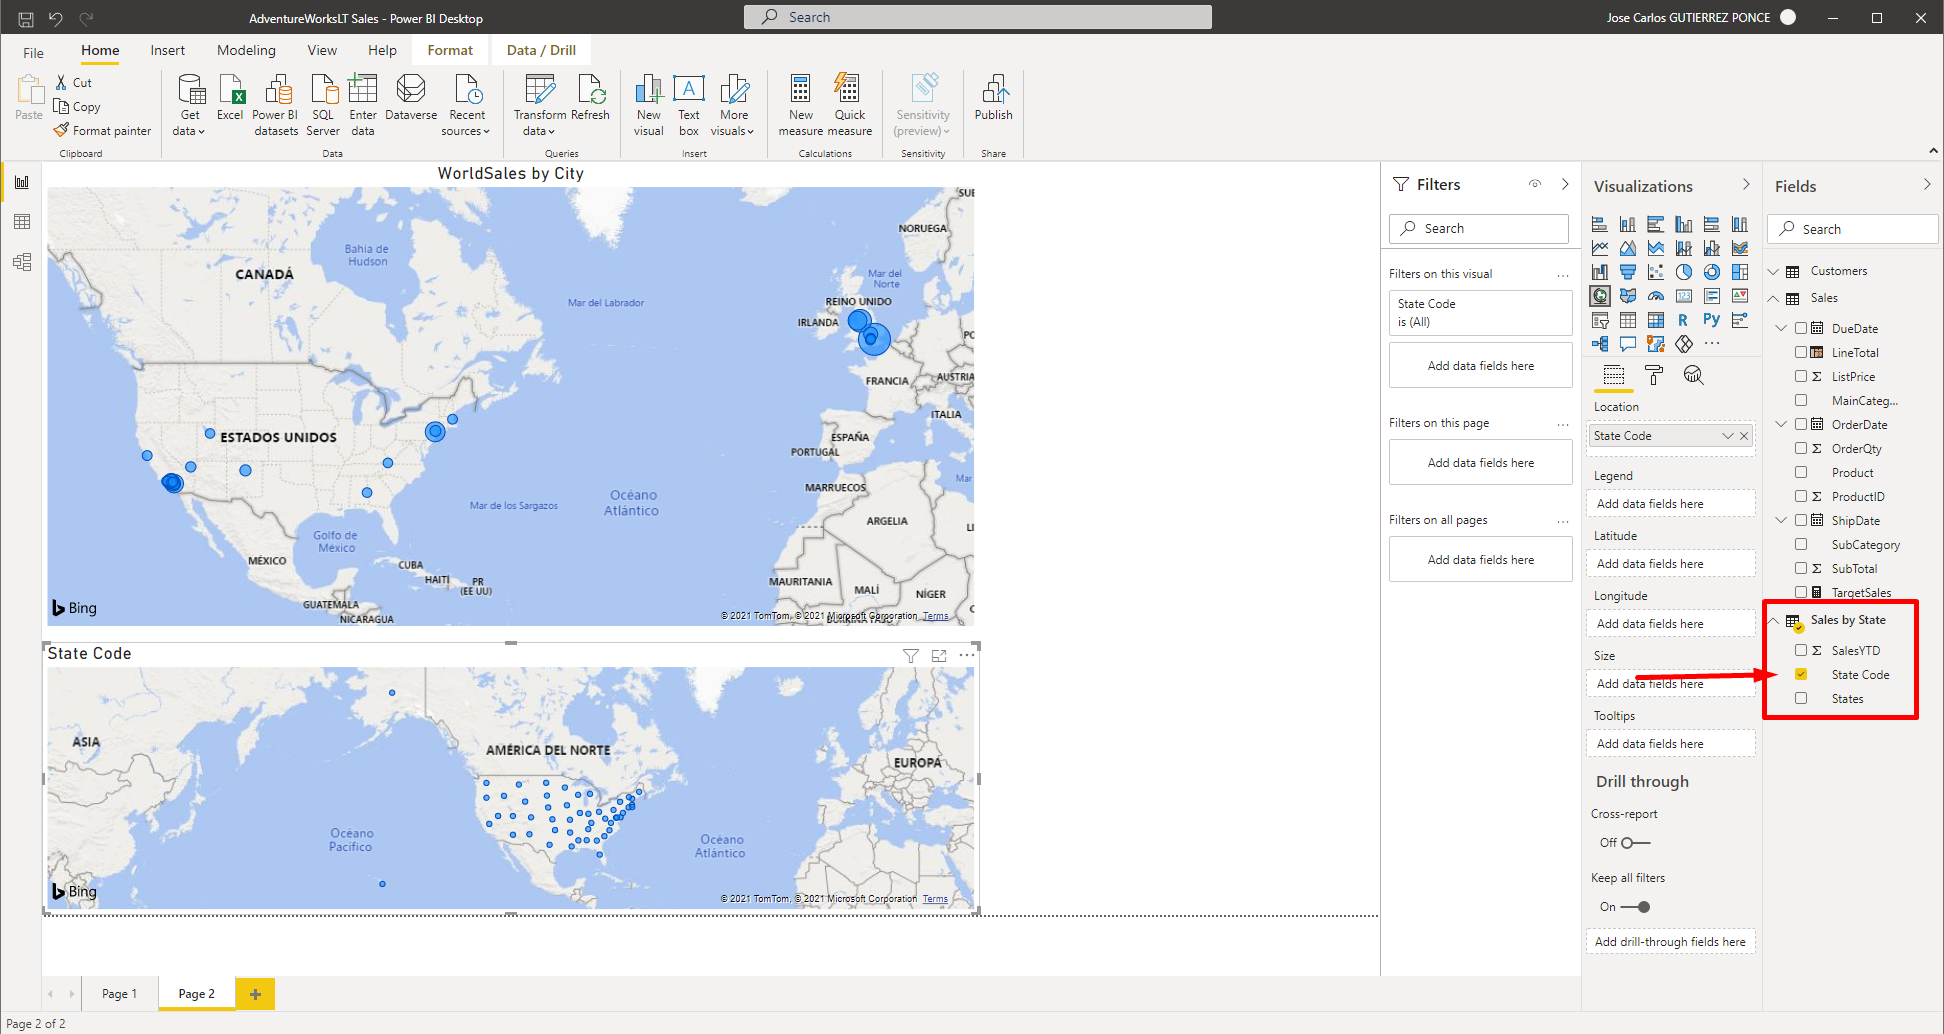 AdventureWorksLT Sales - Power BI Desktop
Search
Jose Carlos GUTIERREZ PONCE
File
Home
Insert
Modeling
View
Help
Format
Data / Drill
Paste
Cut
Copy
Format painter
Clipboard
Get data
Excel
Power BI datasets
SQL Server
Enter data
Dataverse
Recent sources
Data
Transform data
Refresh
Queries
New visual
Text box
More visuals
Insert
New measure
Quick measure
Calculations
Sensitivity (preview)
Sensitivity
Publish
Share
WorldSales by City
CANADÁ
Bahía de Hudson
Mar del Labrador
NORUEGA
SUE
Mar del Norte
REINO UNIDO
IRLANDA
PO
FRANCIA
AUSTRIA
ITALIA
ESTADOS UNIDOS
ESPAÑA
PORTUGAL
Mar
MARRUECOS
Océano Atlántico
Mar de los Sargazos
ARGELIA
LI
Golfo de México
MÉXICO
CUBA
HAITÍ
PR (EE UU)
MAURITANIA
MALÍ
NÍGER
C
GUATEMALA
NICARAGUA
BURKINA FASO
Bing
© 2021 TomTom, © 2021 Microsoft Corporation Terms
State Code
ASIA
AMÉRICA DEL NORTE
EUROPA
Océano Pacífico
Océano Atlántico
Bing
© 2021 TomTom, © 2021 Microsoft Corporation Terms
Page 1
Page 2
Page 2 of 2
Filters
Search
Filters on this visual
State Code
is (All)
Add data fields here
Filters on this page
Add data fields here
Filters on all pages
Add data fields here
Visualizations
123
R
Py
Location
State Code
Legend
Add data fields here
Latitude
Add data fields here
Longitude
Add data fields here
Size
Add data fields here
Tooltips
Add data fields here
Drill through
Cross-report
Off
Keep all filters
On
Add drill-through fields here
Fields
Search
Customers
Sales
DueDate
LineTotal
ListPrice
MainCateg...
OrderDate
OrderQty
Product
ProductID
ShipDate
SubCategory
SubTotal
TargetSales
Sales by State
SalesYTD
State Code
States